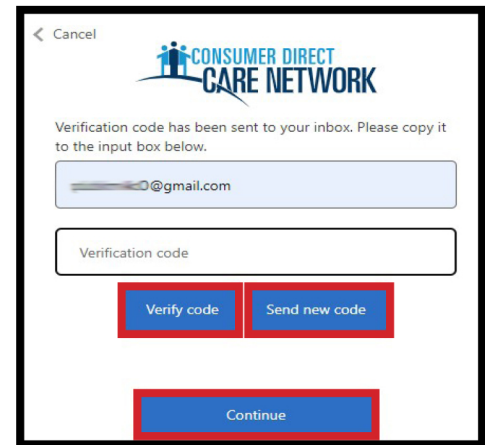 Cancel
CONSUMER DIRECT
CARE NETWORK
Verification code has been sent to your inbox. Please copy it
to the input box below.
@gmail.com
Verification code
Verify code Send new code
Continue